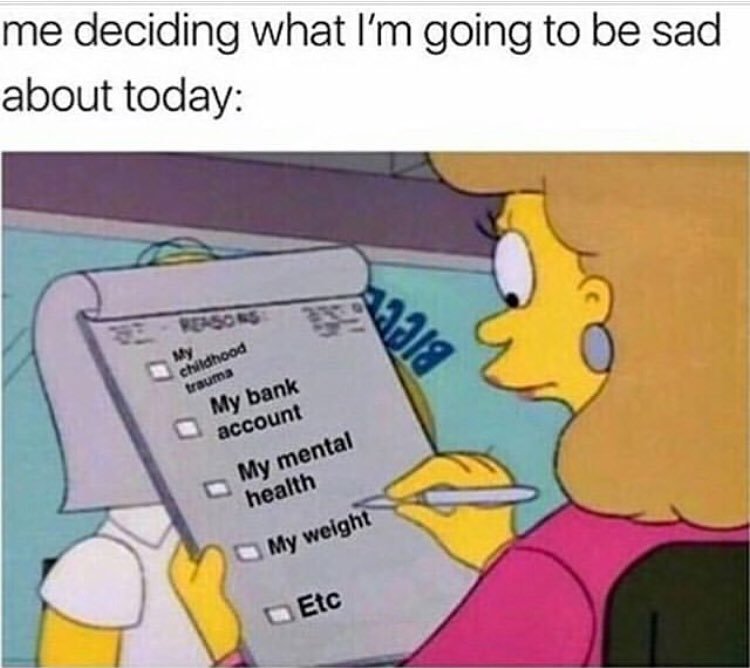 me deciding what I'm going to be sad
about today:
REASONS
My
childhood
trauma
My bank
account
My mental
health
My weight
Etc